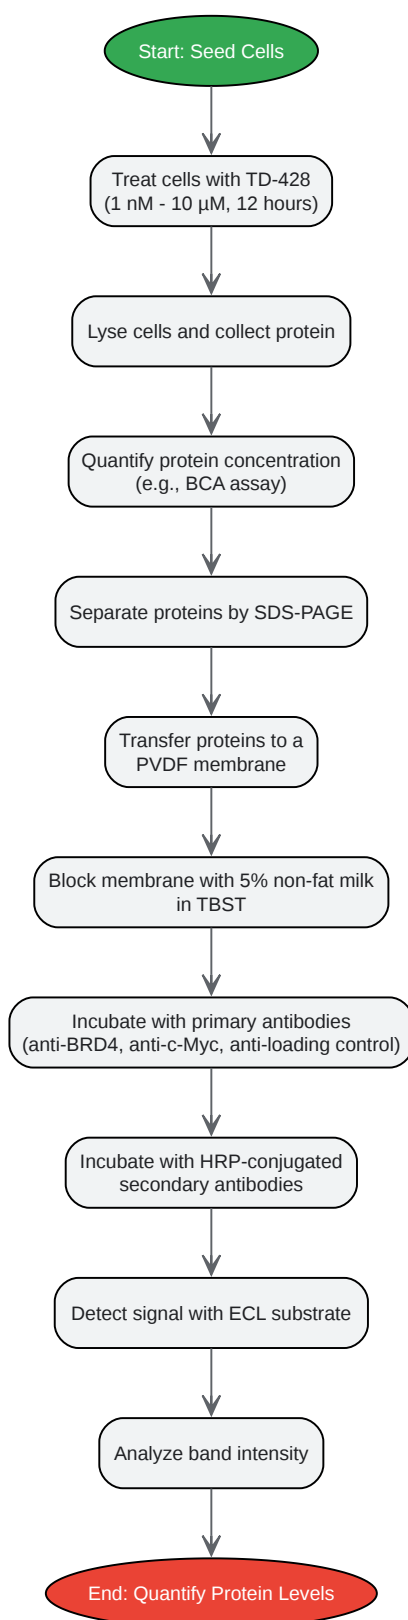 Start: Seed Cells
Treat cells with TD-428
(1 nM - 10 µM, 12 hours)
Lyse cells and collect protein
Quantify protein concentration
(e.g., BCA assay)
Separate proteins by SDS-PAGE
Transfer proteins to a
PVDF membrane
Block membrane with 5% non-fat milk
in TBST
Incubate with primary antibodies
(anti-BRD4, anti-c-Myc, anti-loading control)
Incubate with HRP-conjugated
secondary antibodies
Detect signal with ECL substrate
Analyze band intensity
End: Quantify Protein Levels